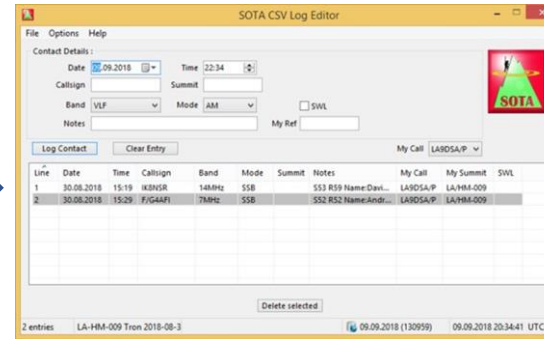 SOTA CSV Log Editor
File Options Help
Contact Details :
Date 09.09.2018 Time 22:34
Callsign Summit
Band VLF Mode AM SWL
Notes My Ref
SOTA
Log Contact Clear Entry My Call LA9DSA/P
Line Date Time Callsign Band Mode Summit Notes My Call My Summit SWL
1 30.08.2018 15:19 IK8NSR 14MHz SSB S53 R59 Name:Davi... LA9DSA/P LA/HM-009
2 30.08.2018 15:29 F/G4AFI 7MHz SSB S52 R52 Name:Andr... LA9DSA/P LA/HM-009
Delete selected
2 entries LA-HM-009 Tron 2018-08-3 09.09.2018 (130959) 09.09.2018 20:34:41 UTC